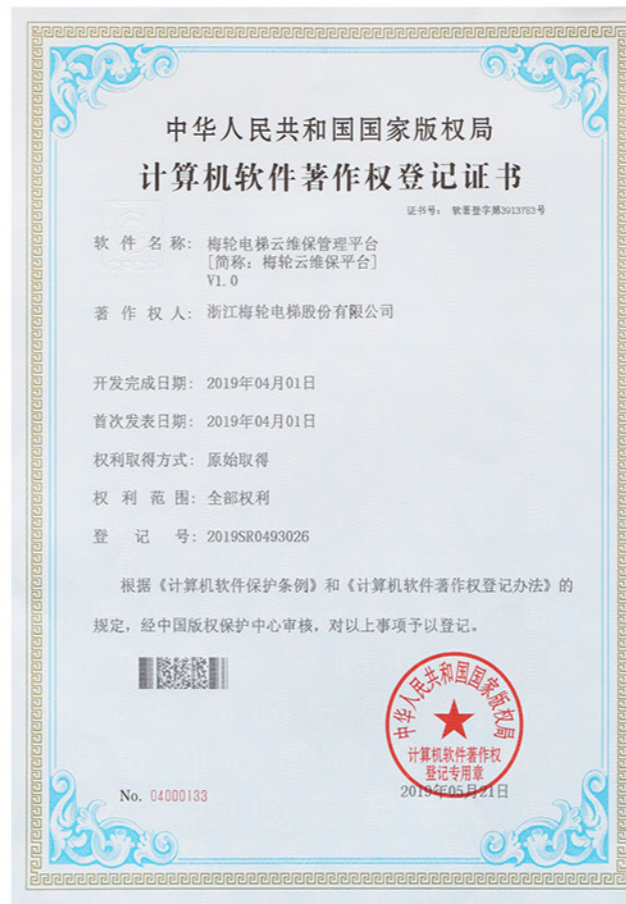 中华人民共和国国家版权局
计算机软件著作权登记证书
证书号： 软著登字第3913783号
软件名称： 梅轮电梯云维保管理平台
[简称：梅轮云维保平台]
V1.0
著作权人： 浙江梅轮电梯股份有限公司
开发完成日期： 2019年04月01日
首次发表日期： 2019年04月01日
权利取得方式： 原始取得
权利范围： 全部权利
登记号： 2019SR0493026
根据《计算机软件保护条例》和《计算机软件著作权登记办法》的
规定，经中国版权保护中心审核，对以上事项予以登记。
中华人民共和国国家版权局
计算机软件著作权
登记专用章
No. 04000133
2019年05月21日